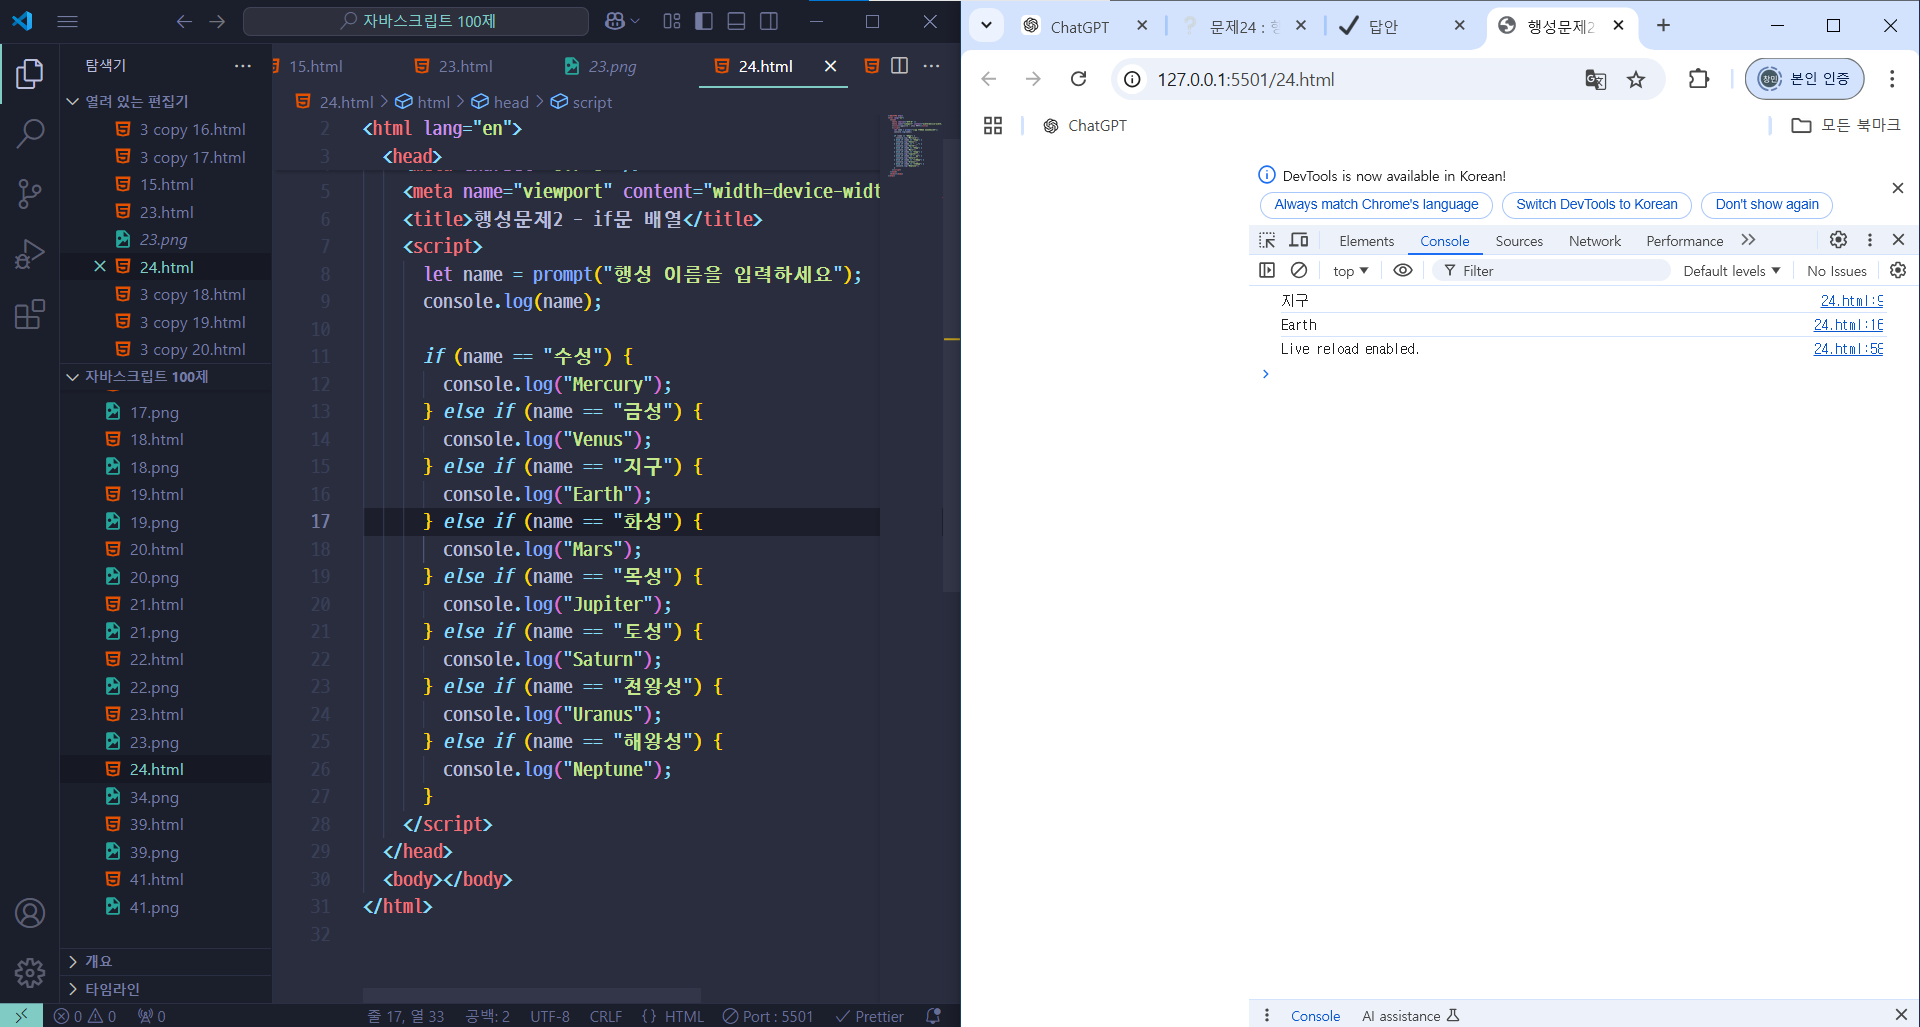 자바스크립트 100제
탐색기
열려 있는 편집기
3 copy 16.html
3 copy 17.html
15.html
23.html
23.png
24.html
3 copy 18.html
3 copy 19.html
3 copy 20.html
자바스크립트 100제
17.png
18.html
18.png
19.html
19.png
20.html
20.png
21.html
21.png
22.html
22.png
23.html
23.png
24.html
34.png
39.html
39.png
41.html
41.png
개요
타임라인
15.html 23.html 23.png 24.html
24.html > html > head > script
2 <html lang="en">
3 <head>
5 <meta name="viewport" content="width=device-widt
6 <title>행성문제2 - if문 배열</title>
7 <script>
8 let name = prompt("행성 이름을 입력하세요");
9 console.log(name);
10
11 if (name == "수성") {
12 console.log("Mercury");
13 } else if (name == "금성") {
14 console.log("Venus");
15 } else if (name == "지구") {
16 console.log("Earth");
17 } else if (name == "화성") {
18 console.log("Mars");
19 } else if (name == "목성") {
20 console.log("Jupiter");
21 } else if (name == "토성") {
22 console.log("Saturn");
23 } else if (name == "천왕성") {
24 console.log("Uranus");
25 } else if (name == "해왕성") {
26 console.log("Neptune");
27 }
28 </script>
29 </head>
30 <body></body>
31 </html>
32
0 0 0 줄 17, 열 33 공백: 2 UTF-8 CRLF {} HTML Port : 5501 Prettier
ChatGPT 문제24 : 답안 행성문제2
127.0.0.1:5501/24.html 창민 본인 인증
ChatGPT 모든 북마크
DevTools is now available in Korean!
Always match Chrome's language Switch DevTools to Korean Don't show again
Elements Console Sources Network Performance
top Filter Default levels No Issues
지구 24.html:9
Earth 24.html:16
Live reload enabled. 24.html:58
Console AI assistance